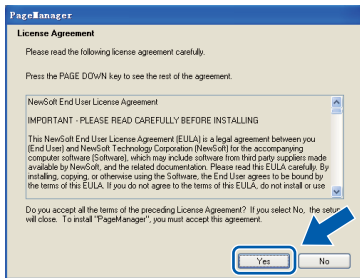 PageManager
License Agreement
Please read the following license agreement carefully.
Press the PAGE DOWN key to see the rest of the agreement.
NewSoft End User License Agreement
IMPORTANT - PLEASE READ CAREFULLY BEFORE INSTALLING
This NewSoft End User License Agreement (EULA) is a legal agreement between you
(End User) and NewSoft Technology Corporation (NewSoft) for the accompanying
computer software (Software), which may include software from third party suppliers made
available by NewSoft, and the related documentation. Please read this EULA carefully. By
installing, copying, or otherwise using the Software, the End User agrees to be bound by
the terms of this EULA. If you do not agree to the terms of this EULA, do not install or use
Do you accept all the terms of the preceding License Agreement? If you select No, the setup
will close. To install "PageManager", you must accept this agreement.
Yes
No